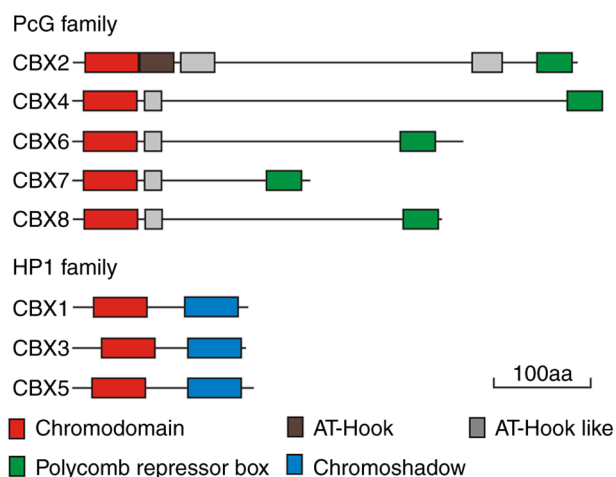 PcG family
CBX2
CBX4
CBX6
CBX7
CBX8
HP1 family
CBX1
CBX3
CBX5
100aa
Chromodomain AT-Hook AT-Hook like
Polycomb repressor box Chromoshadow